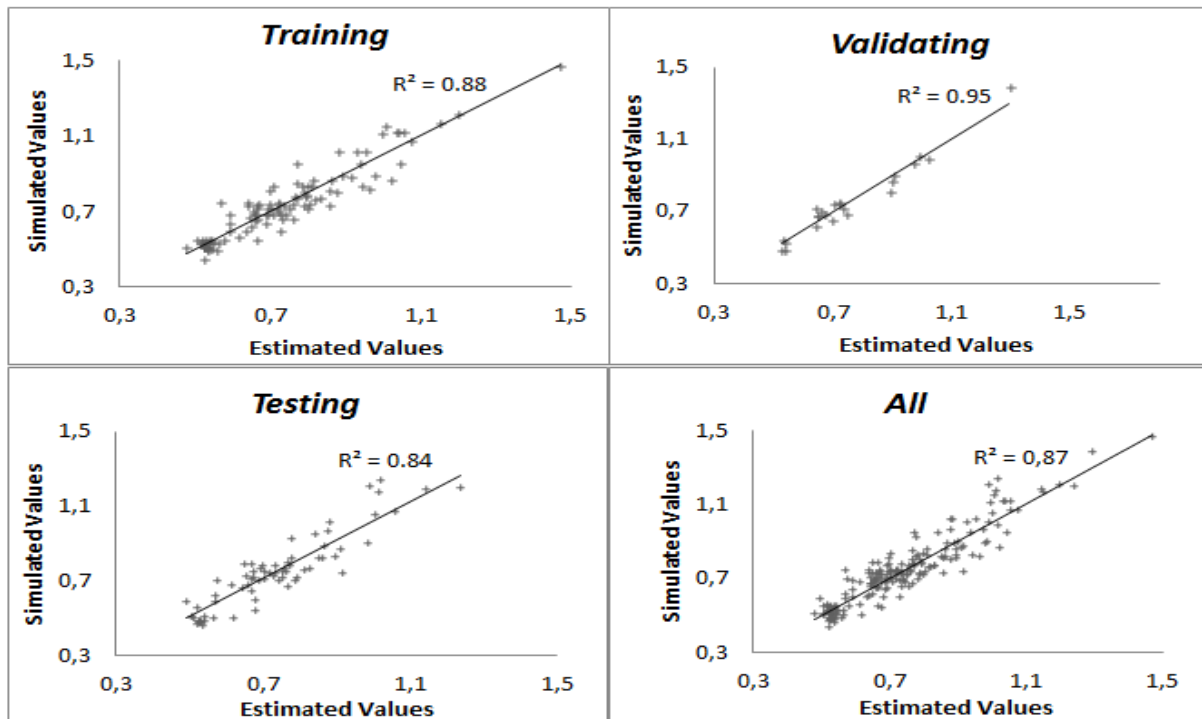 Training
1,5
R² = 0.88
1,1
0,7
0,3
Simulated Values
0,3 0,7 1,1 1,5
Estimated Values
Validating
1,5
R² = 0.95
1,1
0,7
0,3
Simulated Values
0,3 0,7 1,1 1,5
Estimated Values
Testing
1,5
R² = 0.84
1,1
0,7
0,3
Simulated Values
0,3 0,7 1,1 1,5
Estimated Values
All
1,5
R² = 0,87
1,1
0,7
0,3
Simulated Values
0,3 0,7 1,1 1,5
Estimated Values